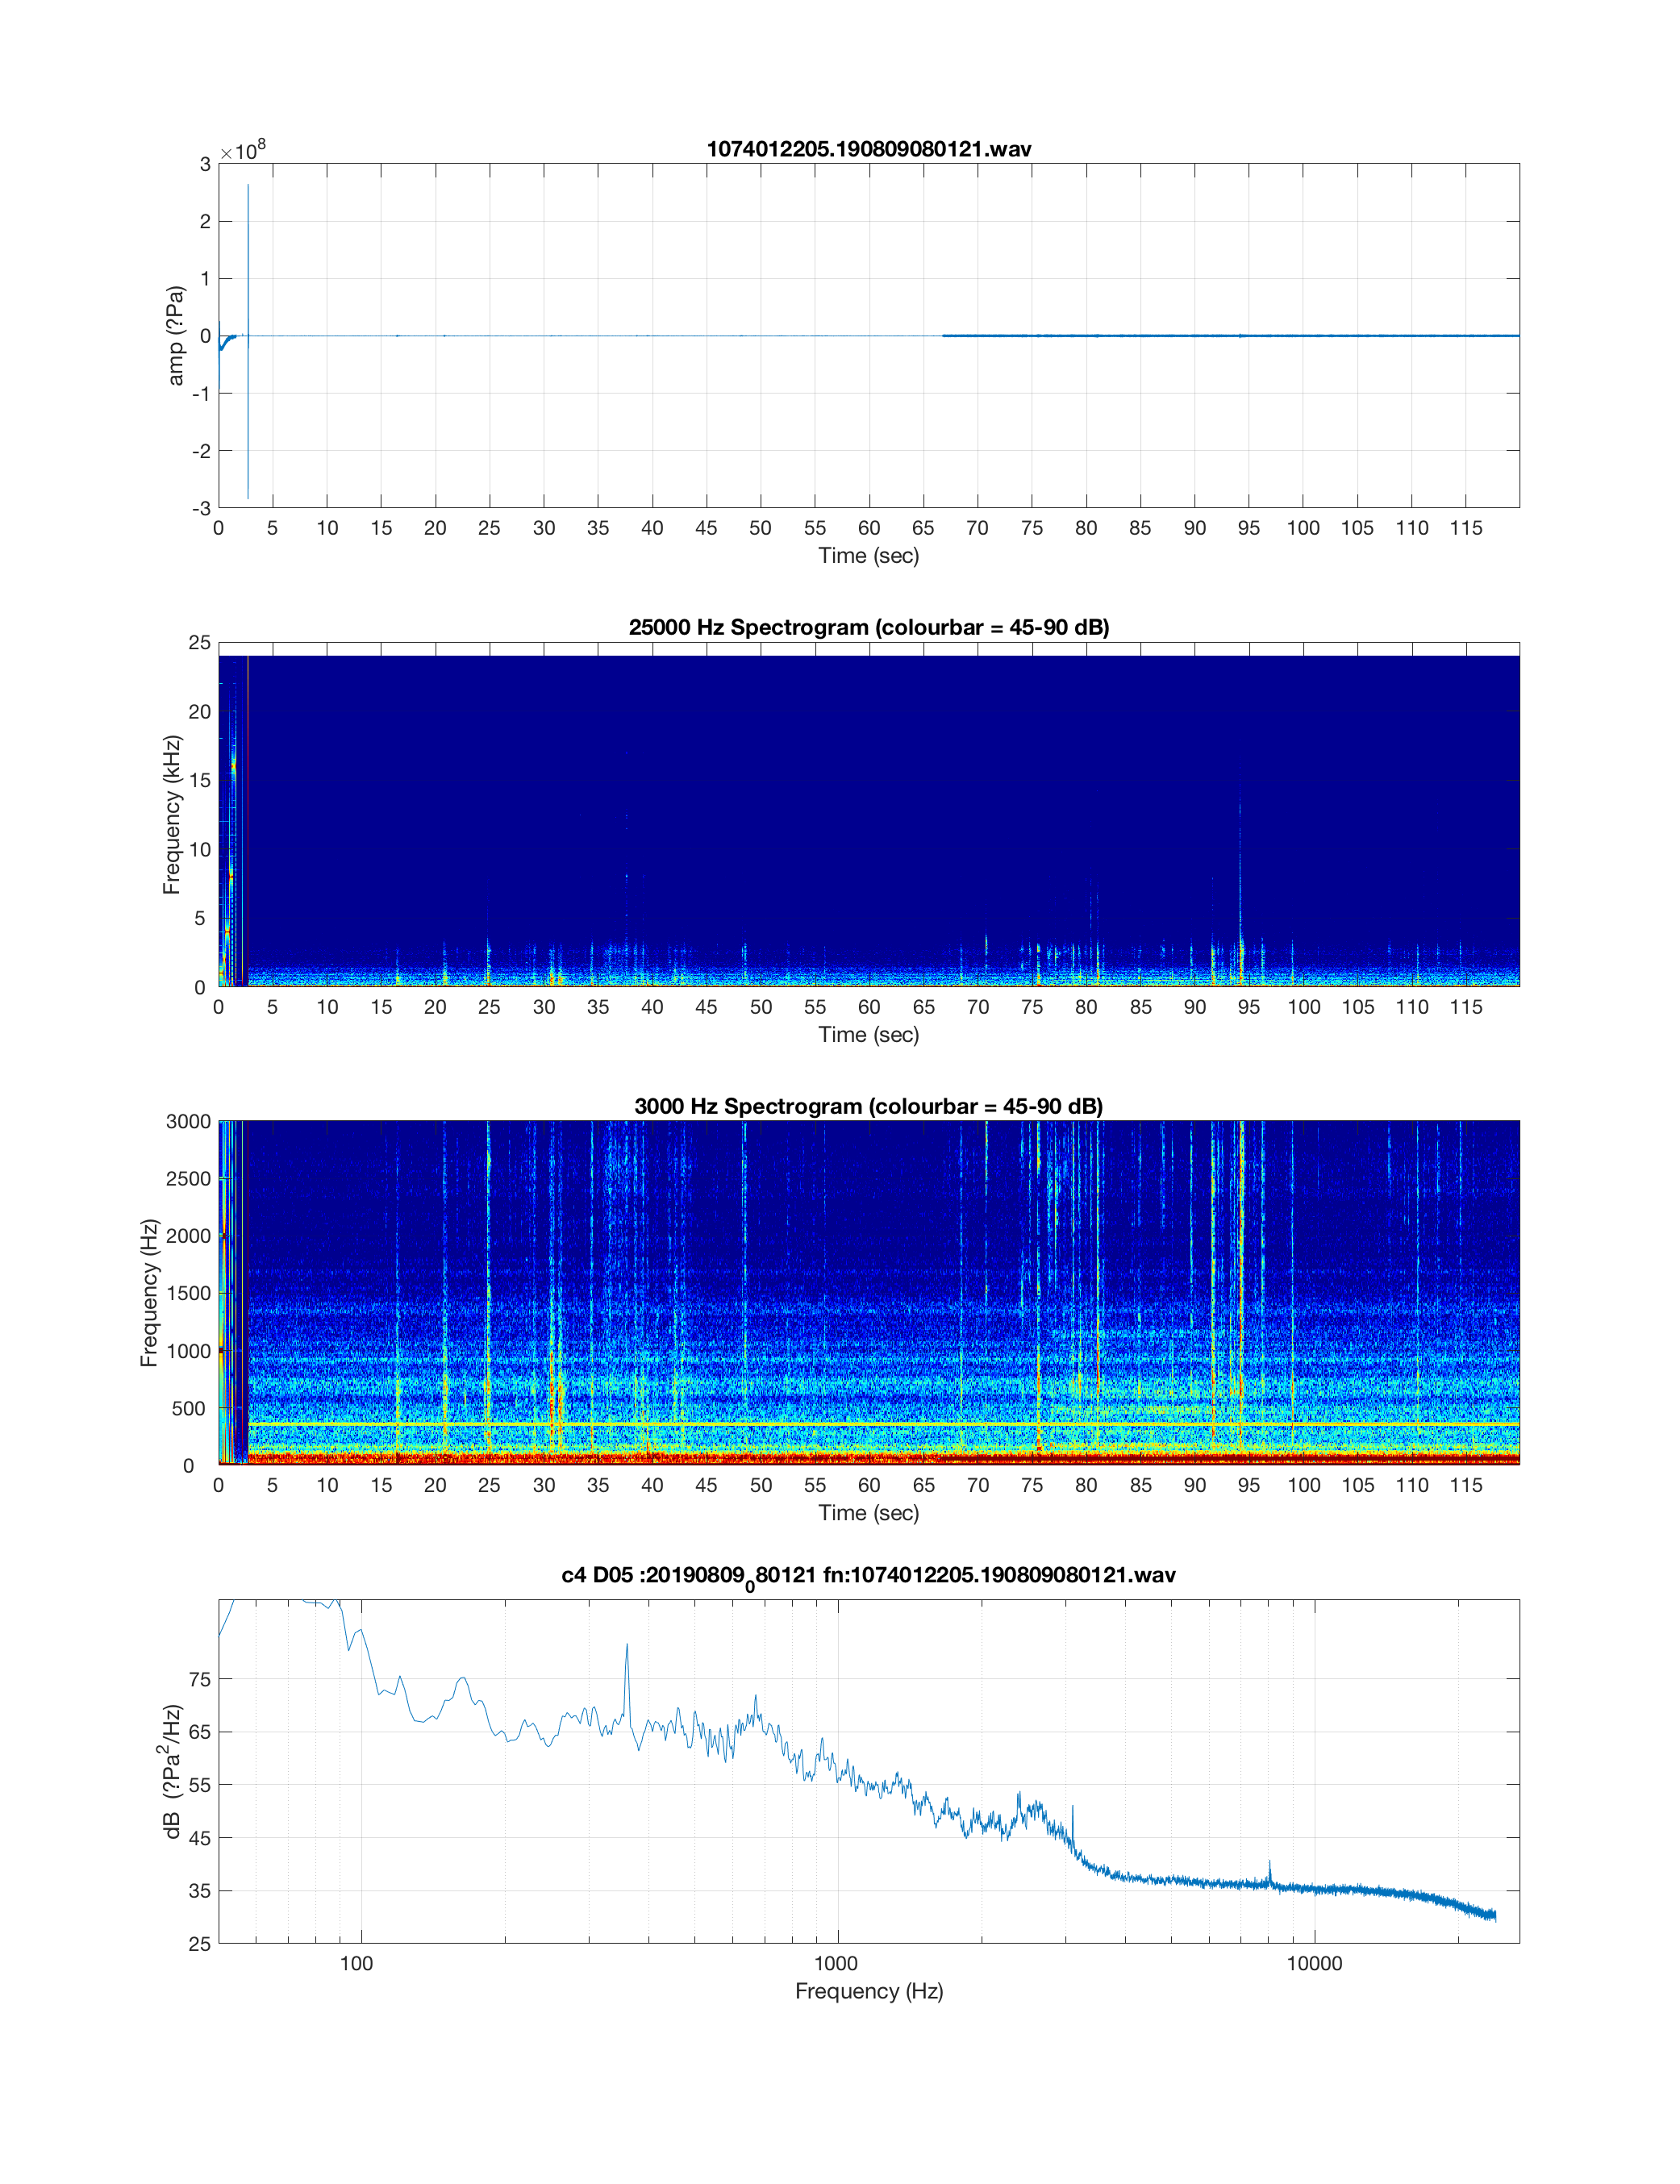 1074012205.190809080121.wav
×10^8
3
2
1
0
-1
-2
-3
amp (?Pa)
0 5 10 15 20 25 30 35 40 45 50 55 60 65 70 75 80 85 90 95 100 105 110 115
Time (sec)
25000 Hz Spectrogram (colourbar = 45-90 dB)
25
20
15
10
5
0
Frequency (kHz)
0 5 10 15 20 25 30 35 40 45 50 55 60 65 70 75 80 85 90 95 100 105 110 115
Time (sec)
3000 Hz Spectrogram (colourbar = 45-90 dB)
3000
2500
2000
1500
1000
500
0
Frequency (Hz)
0 5 10 15 20 25 30 35 40 45 50 55 60 65 70 75 80 85 90 95 100 105 110 115
Time (sec)
c4 D05 :20190809_080121 fn:1074012205.190809080121.wav
75
65
55
45
35
25
dB (?Pa²/Hz)
100 1000 10000
Frequency (Hz)